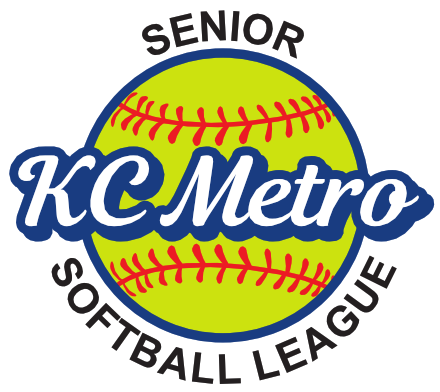 SENIOR
KC Metro
SOFTBALL LEAGUE